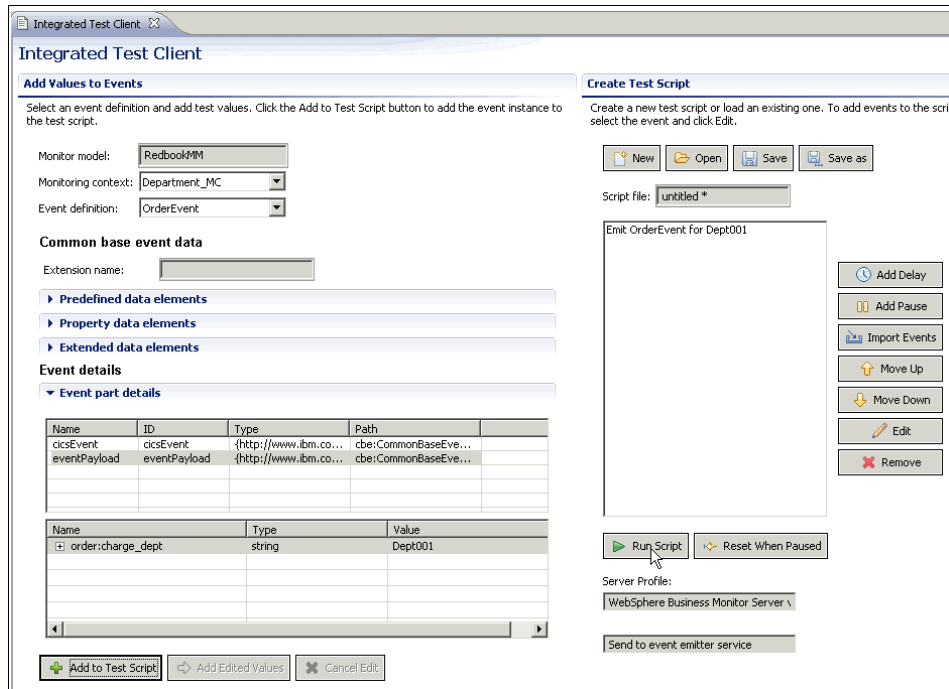 Integrated Test Client
Integrated Test Client
Add Values to Events
Select an event definition and add test values. Click the Add to Test Script button to add the event instance to
the test script.
Monitor model: RedbookMM
Monitoring context: Department_MC
Event definition: OrderEvent
Common base event data
Extension name:
Predefined data elements
Property data elements
Extended data elements
Event details
Event part details
Name ID Type Path
cicsEvent cicsEvent {http://www.ibm.co... cbe:CommonBaseEve...
eventPayload eventPayload {http://www.ibm.co... cbe:CommonBaseEve...
Name Type Value
order:charge_dept string Dept001
Add to Test Script Add Edited Values Cancel Edit
Create Test Script
Create a new test script or load an existing one. To add events to the scri
select the event and click Edit.
New Open Save Save as
Script file: untitled *
Emit OrderEvent for Dept001
Add Delay
Add Pause
Import Events
Move Up
Move Down
Edit
Remove
Run Script Reset When Paused
Server Profile:
WebSphere Business Monitor Server v
Send to event emitter service